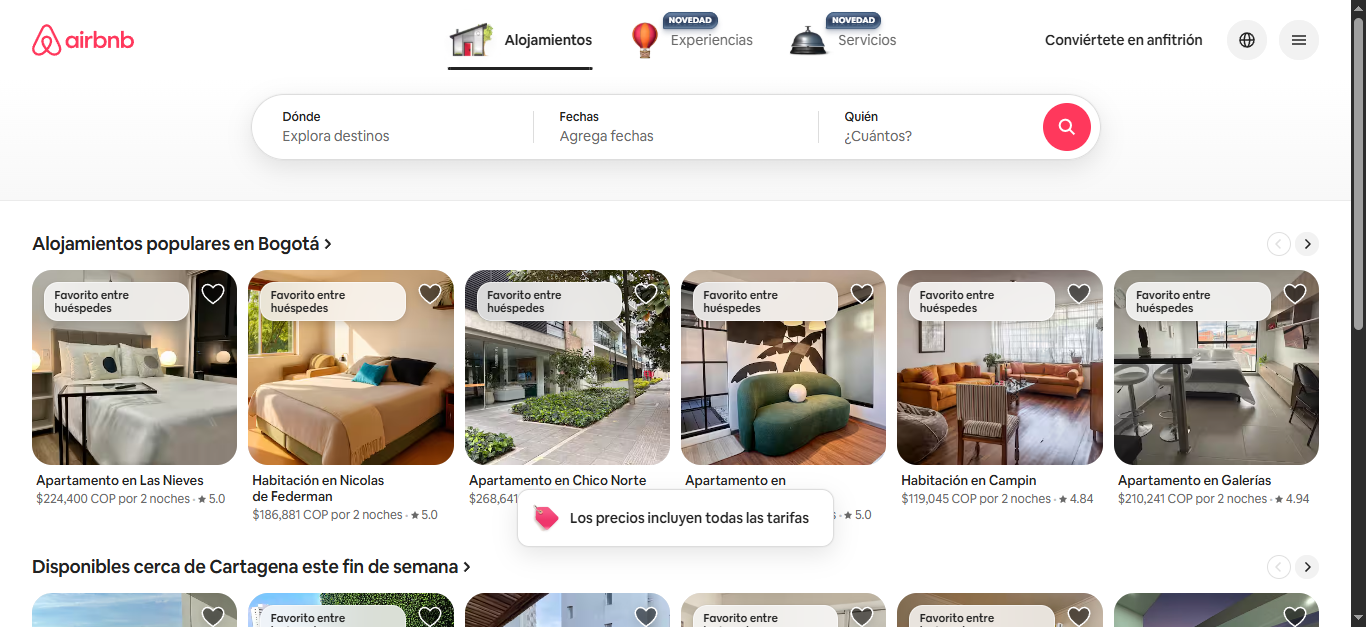 airbnb
Alojamientos
NOVEDAD
Experiencias
NOVEDAD
Servicios
Conviértete en anfitrión
Dónde
Explora destinos
Fechas
Agrega fechas
Quién
¿Cuántos?
Alojamientos populares en Bogotá
Favorito entre
huéspedes
Favorito entre
huéspedes
Favorito entre
huéspedes
Favorito entre
huéspedes
Favorito entre
huéspedes
Favorito entre
huéspedes
Apartamento en Las Nieves
$224,400 COP por 2 noches · ★ 5.0
Habitación en Nicolas
de Federman
$186,881 COP por 2 noches · ★ 5.0
Apartamento en Chico Norte
$268,641
Apartamento en
· ★ 5.0
Habitación en Campin
$119,045 COP por 2 noches · ★ 4.84
Apartamento en Galerías
$210,241 COP por 2 noches · ★ 4.94
Los precios incluyen todas las tarifas
Disponibles cerca de Cartagena este fin de semana
Favorito entre
Favorito entre
Favorito entre